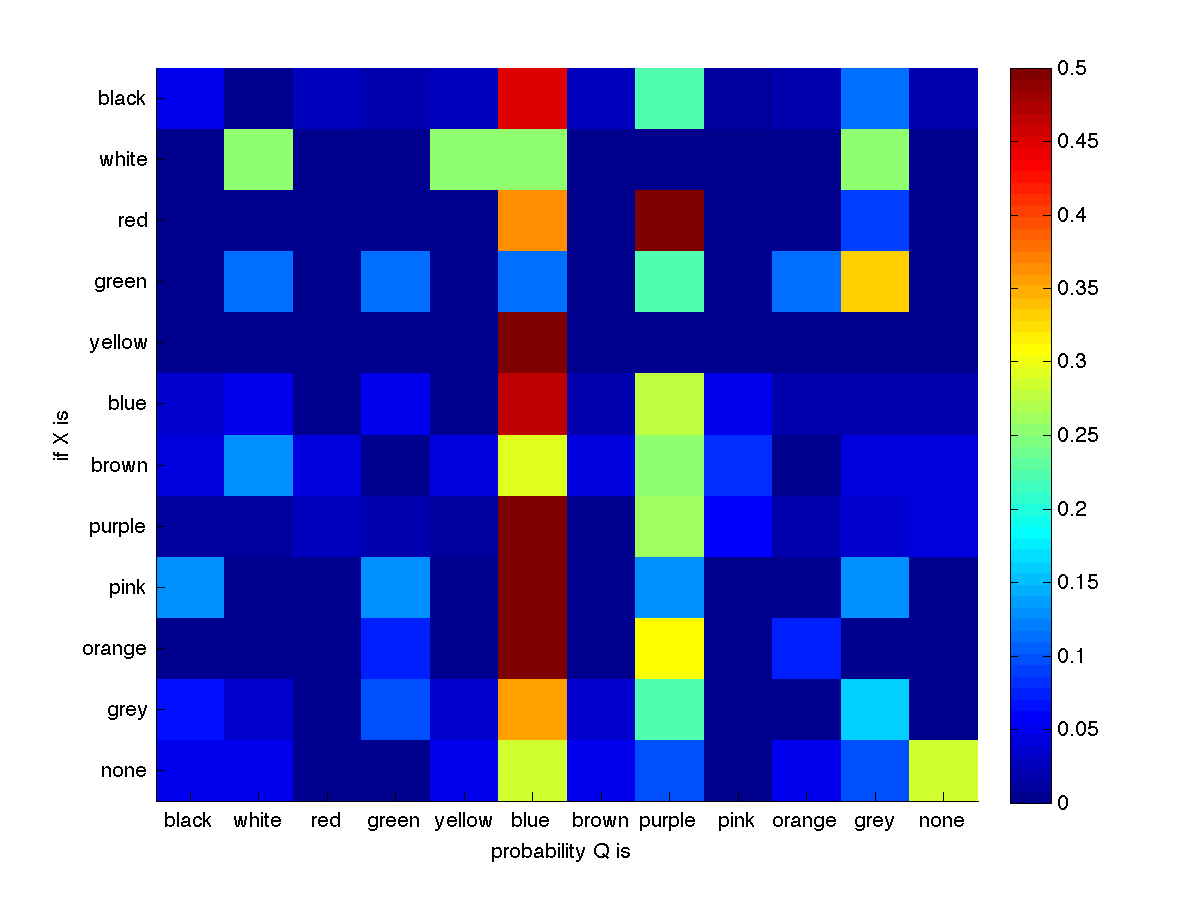 black
white
red
green
yellow
blue
brown
purple
pink
orange
grey
none
if X is
black white red green yellow blue brown purple pink orange grey none
probability Q is
0.5
0.45
0.4
0.35
0.3
0.25
0.2
0.15
0.1
0.05
0